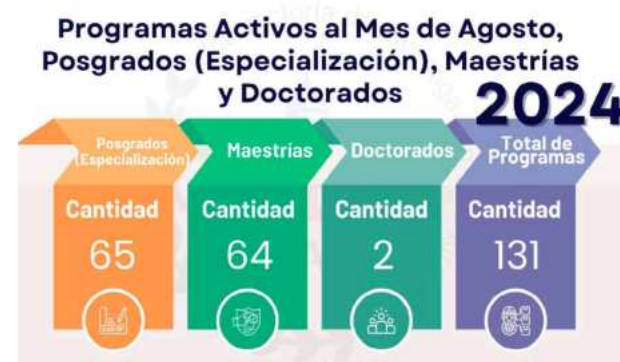 Programas Activos al Mes de Agosto,
Posgrados (Especialización), Maestrías
y Doctorados
2024
Posgrados
(Especialización)
Maestrías
Doctorados
Total de
Programas
Cantidad
Cantidad
Cantidad
Cantidad
65
64
2
131